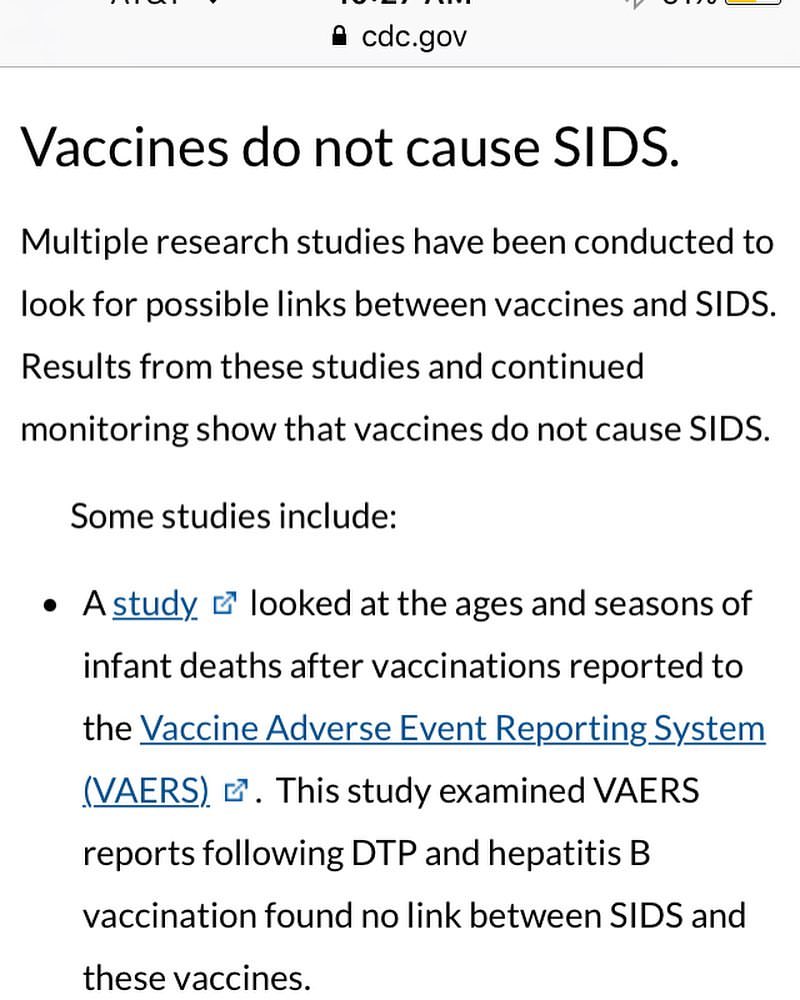 cdc.gov
Vaccines do not cause SIDS.
Multiple research studies have been conducted to
look for possible links between vaccines and SIDS.
Results from these studies and continued
monitoring show that vaccines do not cause SIDS.
Some studies include:
• A study looked at the ages and seasons of
infant deaths after vaccinations reported to
the Vaccine Adverse Event Reporting System
(VAERS) . This study examined VAERS
reports following DTP and hepatitis B
vaccination found no link between SIDS and
these vaccines.